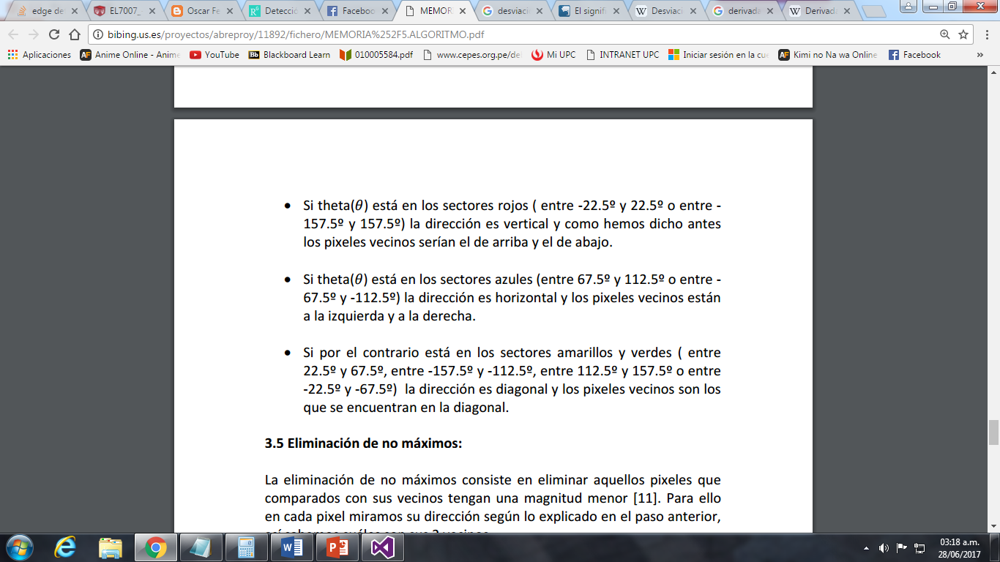 edge de
EL7007_
Oscar Fe
Detecció
Faceboo
MEMOR
desviaci
El signif
Desviac
derivada
Derivad
bibing.us.es/proyectos/abreproy/11892/fichero/MEMORIA%252F5.ALGORITMO.pdf
Aplicaciones
Anime Online - Anime
YouTube
Blackboard Learn
010005584.pdf
www.cepes.org.pe/de
Mi UPC
INTRANET UPC
Iniciar sesión en la cue
Kimi no Na wa Online
Facebook
»
• Si theta(θ) está en los sectores rojos ( entre -22.5º y 22.5º o entre -
157.5º y 157.5º) la dirección es vertical y como hemos dicho antes
los pixeles vecinos serían el de arriba y el de abajo.
• Si theta(θ) está en los sectores azules (entre 67.5º y 112.5º o entre -
67.5º y -112.5º) la dirección es horizontal y los pixeles vecinos están
a la izquierda y a la derecha.
• Si por el contrario está en los sectores amarillos y verdes ( entre
22.5º y 67.5º, entre -157.5º y -112.5º, entre 112.5º y 157.5º o entre
-22.5º y -67.5º)  la dirección es diagonal y los pixeles vecinos son los
que se encuentran en la diagonal.
3.5 Eliminación de no máximos:
La eliminación de no máximos consiste en eliminar aquellos pixeles que
comparados con sus vecinos tengan una magnitud menor [11]. Para ello
en cada pixel miramos su dirección según lo explicado en el paso anterior,
03:18 a.m.
28/06/2017